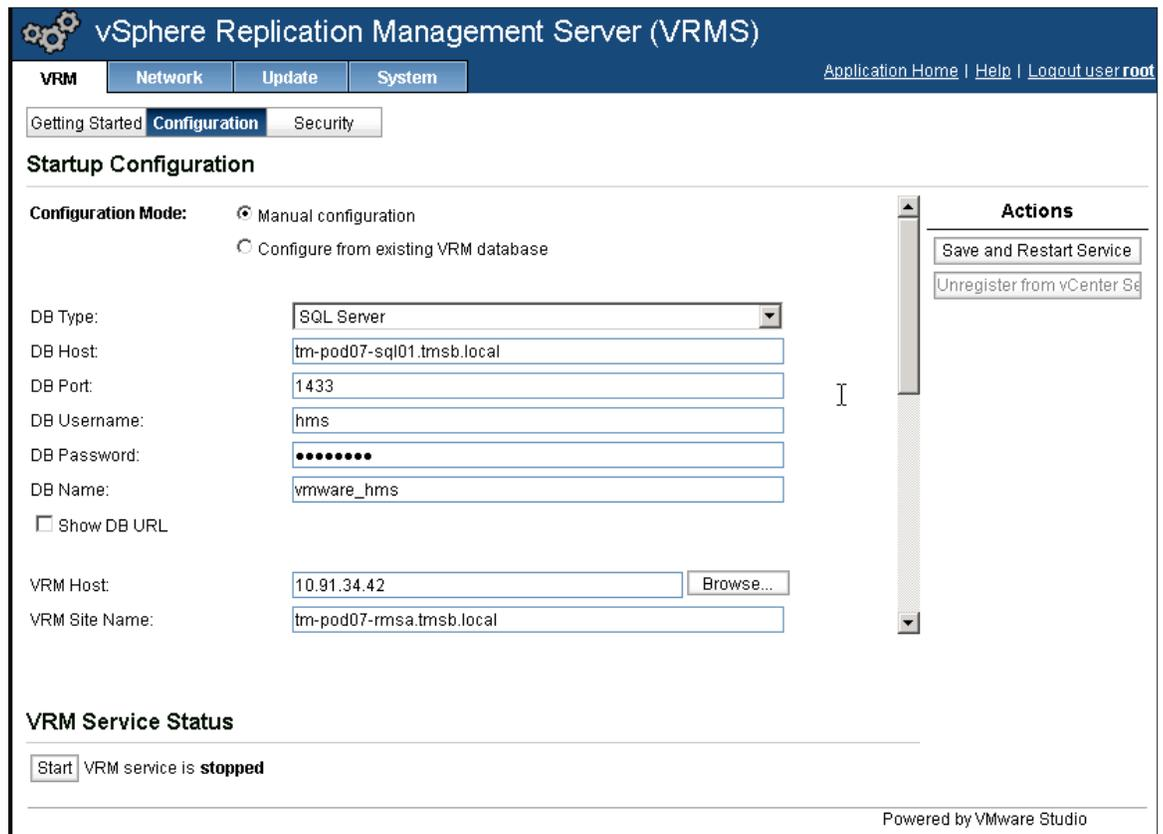 vSphere Replication Management Server (VRMS)
VRM Network Update System
Application Home | Help | Logout user root
Getting Started Configuration Security
Startup Configuration
Configuration Mode: Manual configuration
Configure from existing VRM database
Actions
Save and Restart Service
Unregister from vCenter Se
DB Type: SQL Server
DB Host: tm-pod07-sql01.tmsb.local
DB Port: 1433
DB Username: hms
DB Password: ••••••••
DB Name: vmware_hms
Show DB URL
VRM Host: 10.91.34.42 Browse...
VRM Site Name: tm-pod07-rmsa.tmsb.local
VRM Service Status
Start VRM service is stopped
Powered by VMware Studio